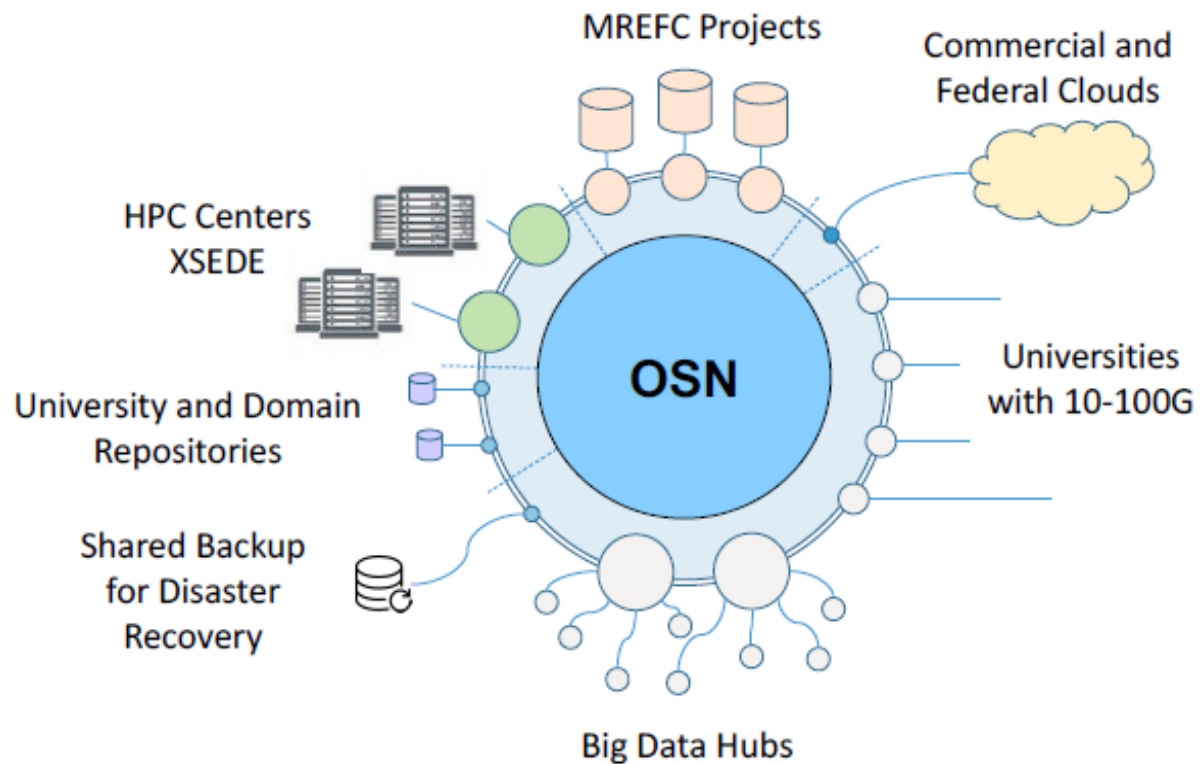 MREFC Projects
Commercial and
Federal Clouds
HPC Centers
XSEDE
OSN
Universities
with 10-100G
University and Domain
Repositories
Shared Backup
for Disaster
Recovery
Big Data Hubs